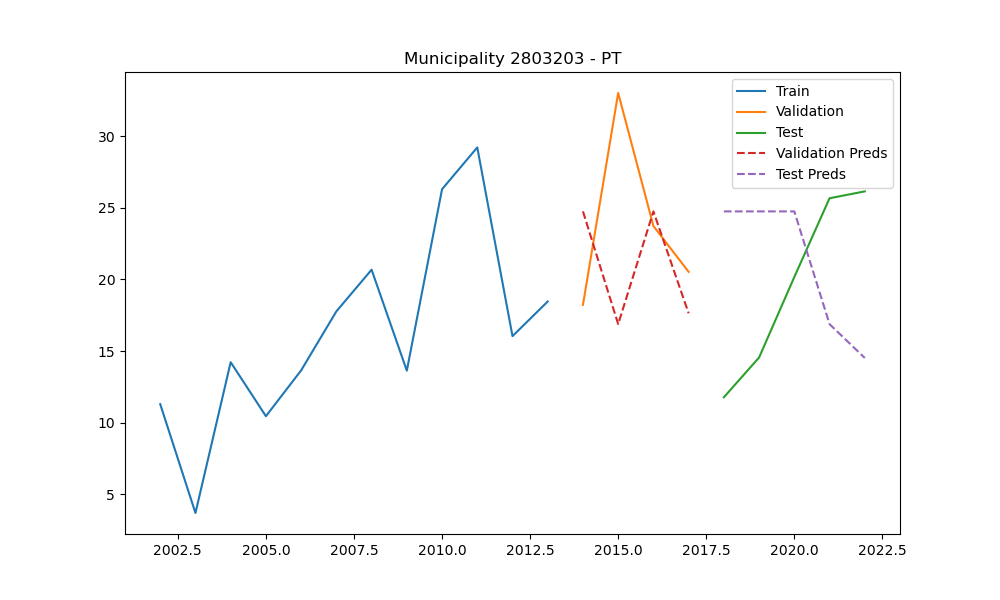 Municipality 2803203 - PT
Train
Validation
Test
Validation Preds
Test Preds
30
25
20
15
10
5
2002.5 2005.0 2007.5 2010.0 2012.5 2015.0 2017.5 2020.0 2022.5